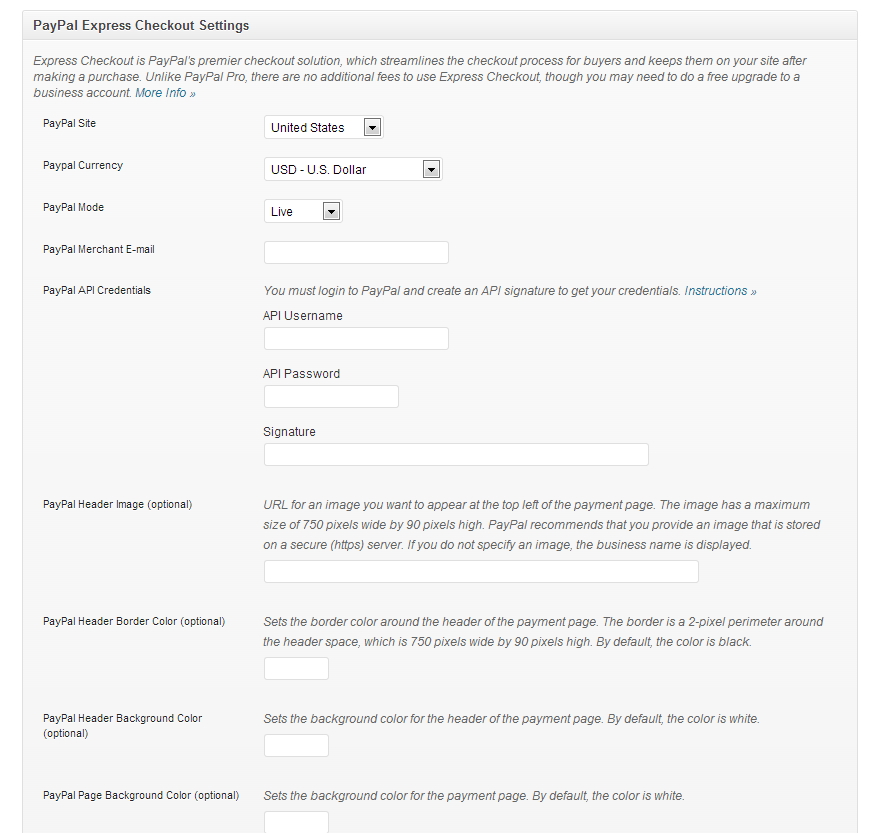 PayPal Express Checkout Settings
Express Checkout is PayPal's premier checkout solution, which streamlines the checkout process for buyers and keeps them on your site after
making a purchase. Unlike PayPal Pro, there are no additional fees to use Express Checkout, though you may need to do a free upgrade to a
business account. More Info »
PayPal Site
United States
Paypal Currency
USD - U.S. Dollar
PayPal Mode
Live
PayPal Merchant E-mail
PayPal API Credentials
You must login to PayPal and create an API signature to get your credentials. Instructions »
API Username
API Password
Signature
PayPal Header Image (optional)
URL for an image you want to appear at the top left of the payment page. The image has a maximum
size of 750 pixels wide by 90 pixels high. PayPal recommends that you provide an image that is stored
on a secure (https) server. If you do not specify an image, the business name is displayed.
PayPal Header Border Color (optional)
Sets the border color around the header of the payment page. The border is a 2-pixel perimeter around
the header space, which is 750 pixels wide by 90 pixels high. By default, the color is black.
PayPal Header Background Color
(optional)
Sets the background color for the header of the payment page. By default, the color is white.
PayPal Page Background Color (optional)
Sets the background color for the payment page. By default, the color is white.